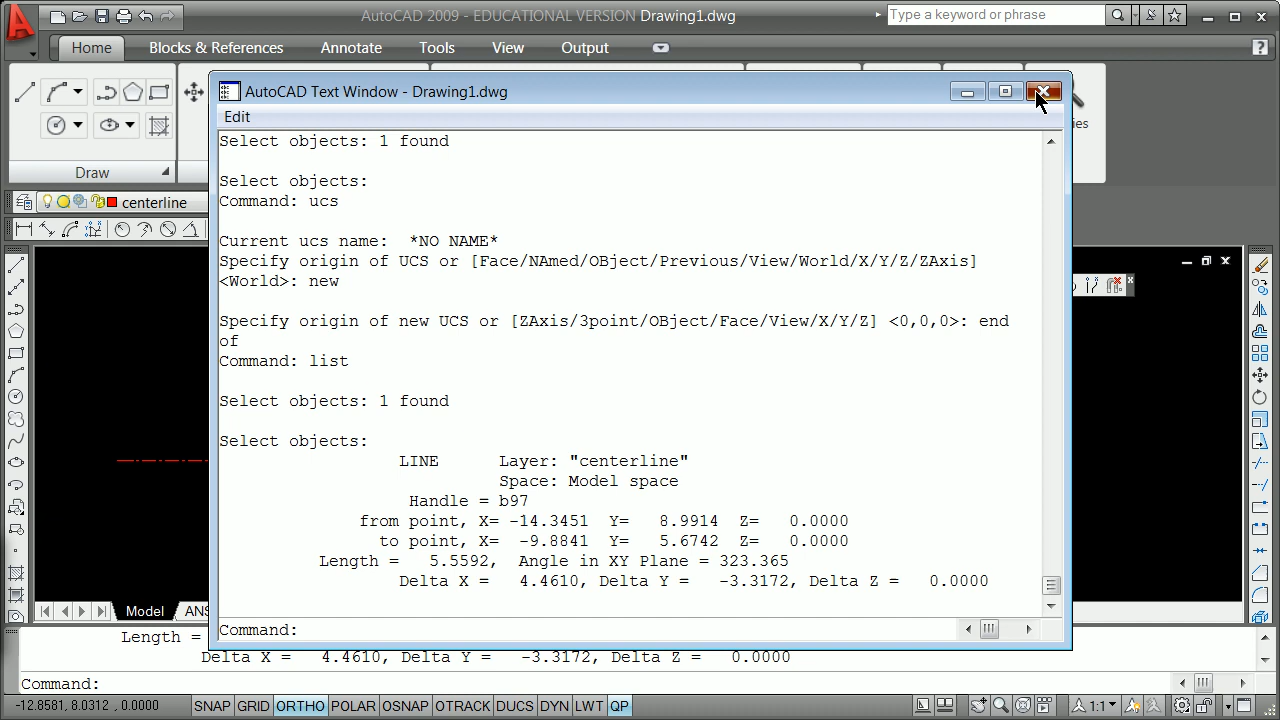 AutoCAD 2009 - EDUCATIONAL VERSION Drawing1.dwg
Type a keyword or phrase
Home Blocks & References Annotate Tools View Output
AutoCAD Text Window - Drawing1.dwg
Edit
Draw
centerline
Select objects: 1 found
Select objects:
Command: ucs
Current ucs name: *NO NAME*
Specify origin of UCS or [Face/NAmed/OBject/Previous/View/World/X/Y/Z/ZAxis]
<World>: new
Specify origin of new UCS or [ZAxis/3point/OBject/Face/View/X/Y/Z] <0,0,0>: end
of
Command: list
Select objects: 1 found
Select objects:
LINE Layer: "centerline"
Space: Model space
Handle = b97
from point, X= -14.3451 Y= 8.9914 Z= 0.0000
to point, X= -9.8841 Y= 5.6742 Z= 0.0000
Length = 5.5592, Angle in XY Plane = 323.365
Delta X = 4.4610, Delta Y = -3.3172, Delta Z = 0.0000
Command:
Model ANS
Length =
Delta X = 4.4610, Delta Y = -3.3172, Delta Z = 0.0000
Command:
-12.8581, 8.0312 , 0.0000 SNAP GRID ORTHO POLAR OSNAP OTRACK DUCS DYN LWT QP 1:1